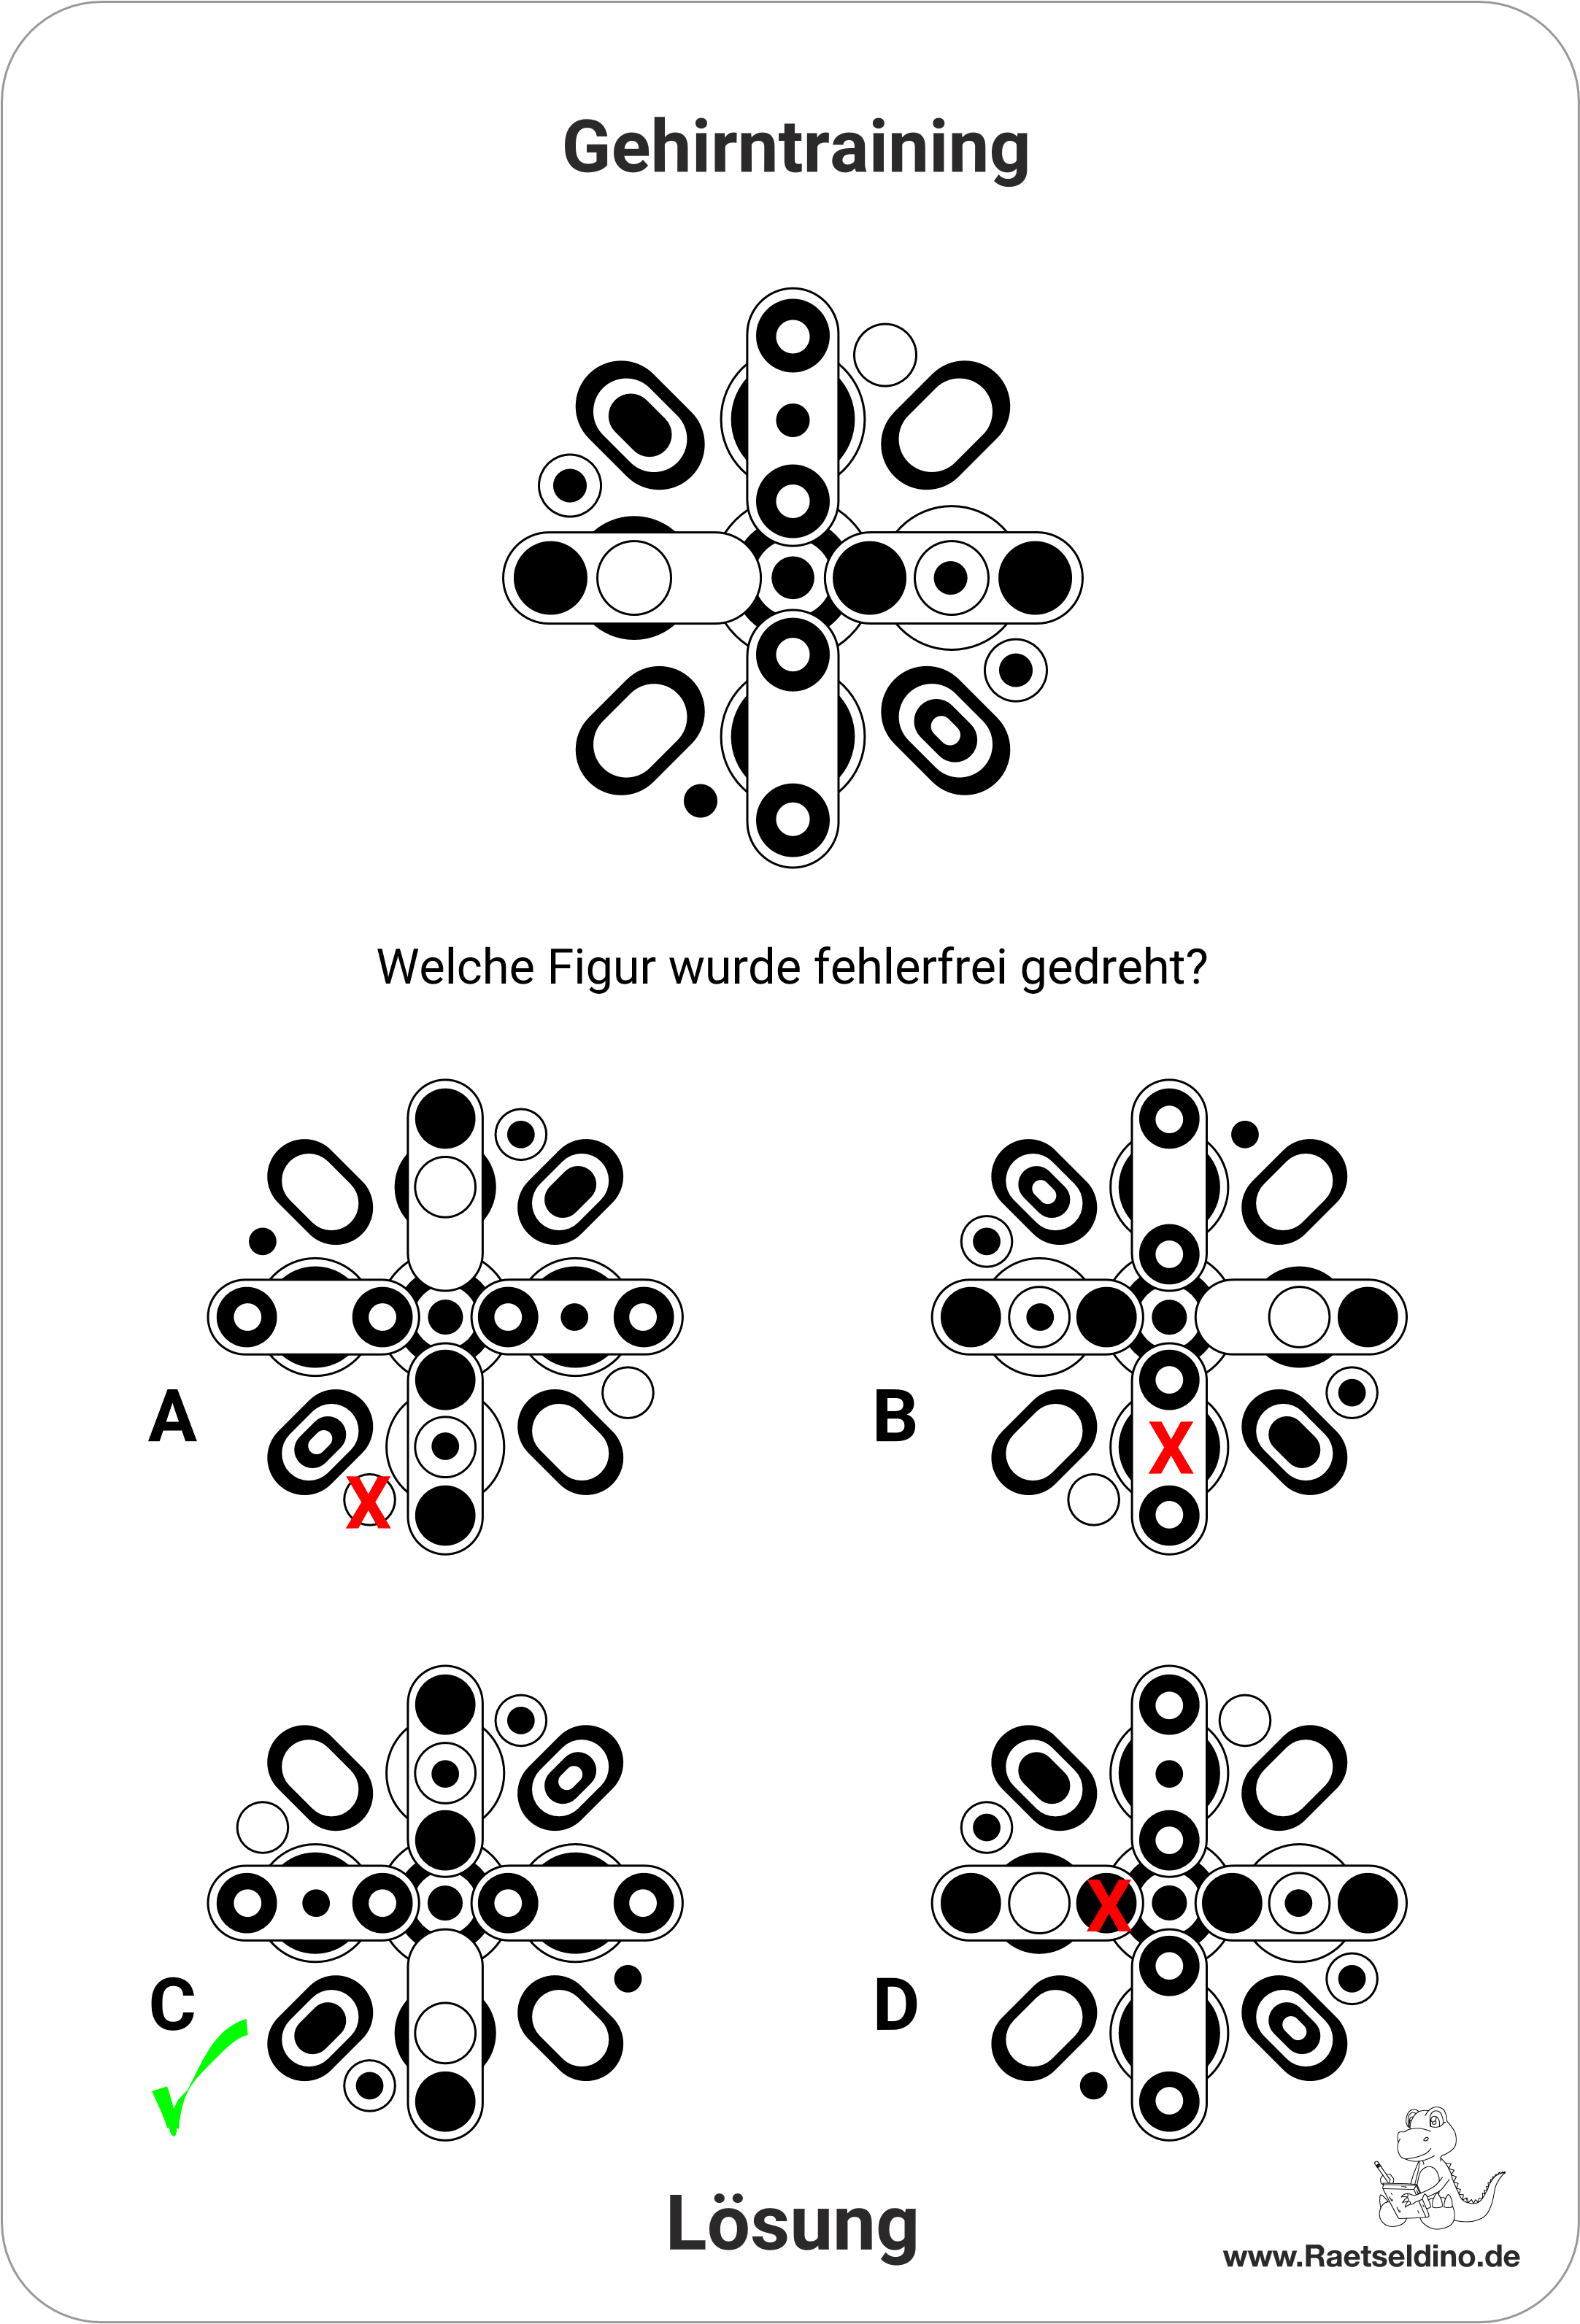 Gehirntraining
Welche Figur wurde fehlerfrei gedreht?
A
X
B
X
C
D
X
Lösung
www.Raetseldino.de